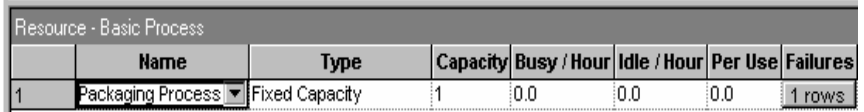 Resource - Basic Process
Name Type Capacity Busy / Hour Idle / Hour Per Use Failures
1 Packaging Process Fixed Capacity 1 0.0 0.0 0.0 1 rows